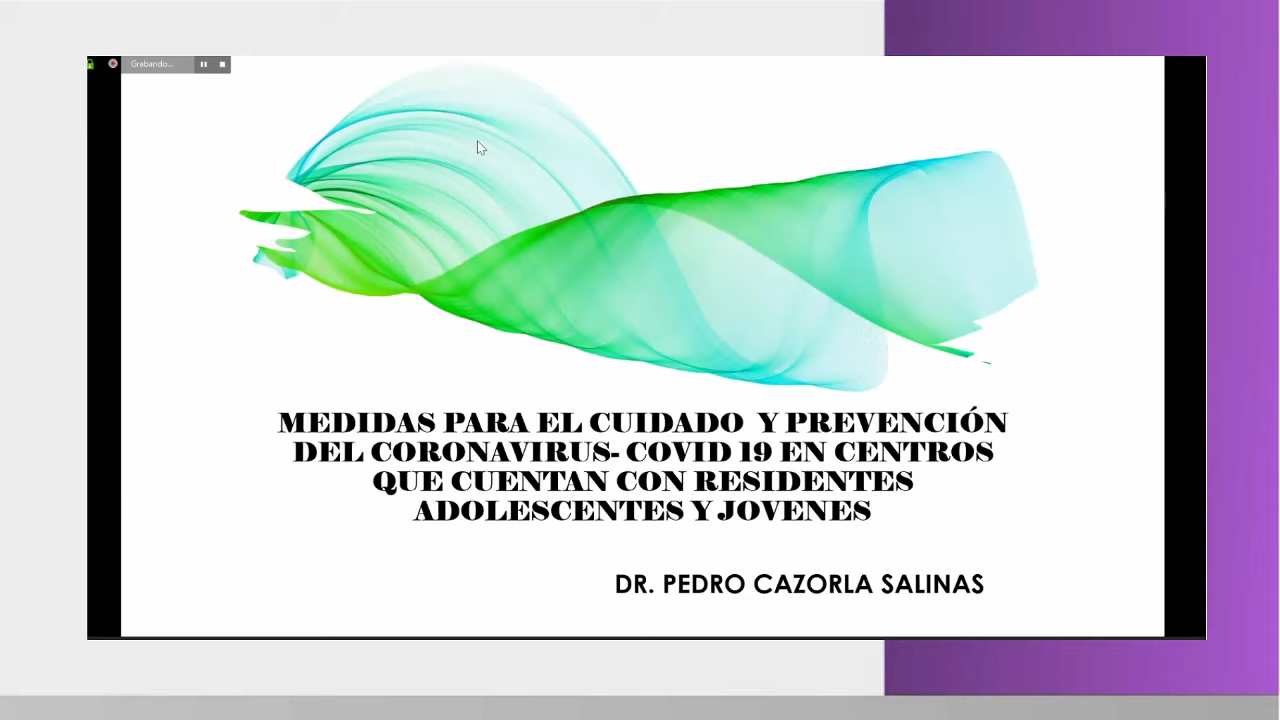 Grabando...
MEDIDAS PARA EL CUIDADO Y PREVENCIÓN
DEL CORONAVIRUS- COVID 19 EN CENTROS
QUE CUENTAN CON RESIDENTES
ADOLESCENTES Y JOVENES
DR. PEDRO CAZORLA SALINAS